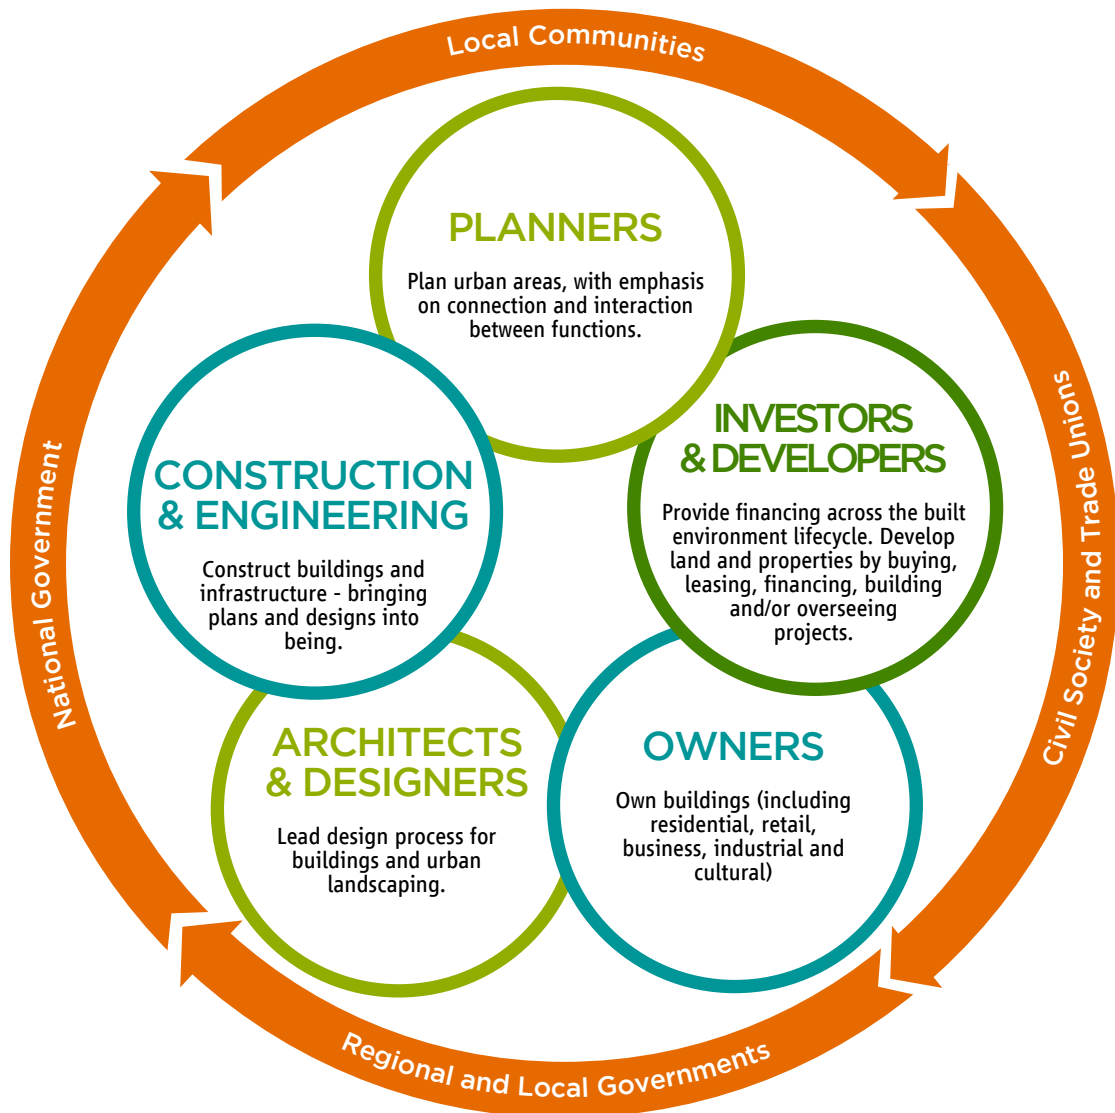 Local Communities
PLANNERS
Plan urban areas, with emphasis
on connection and interaction
between functions.
INVESTORS
& DEVELOPERS
Provide financing across the built
environment lifecycle. Develop
land and properties by buying,
leasing, financing, building
and/or overseeing
projects.
Civil Society and Trade Unions
CONSTRUCTION
& ENGINEERING
Construct buildings and
infrastructure - bringing
plans and designs into
being.
National Government
ARCHITECTS
& DESIGNERS
Lead design process for
buildings and urban
landscaping.
OWNERS
Own buildings (including
residential, retail,
business, industrial and
cultural)
Regional and Local Governments